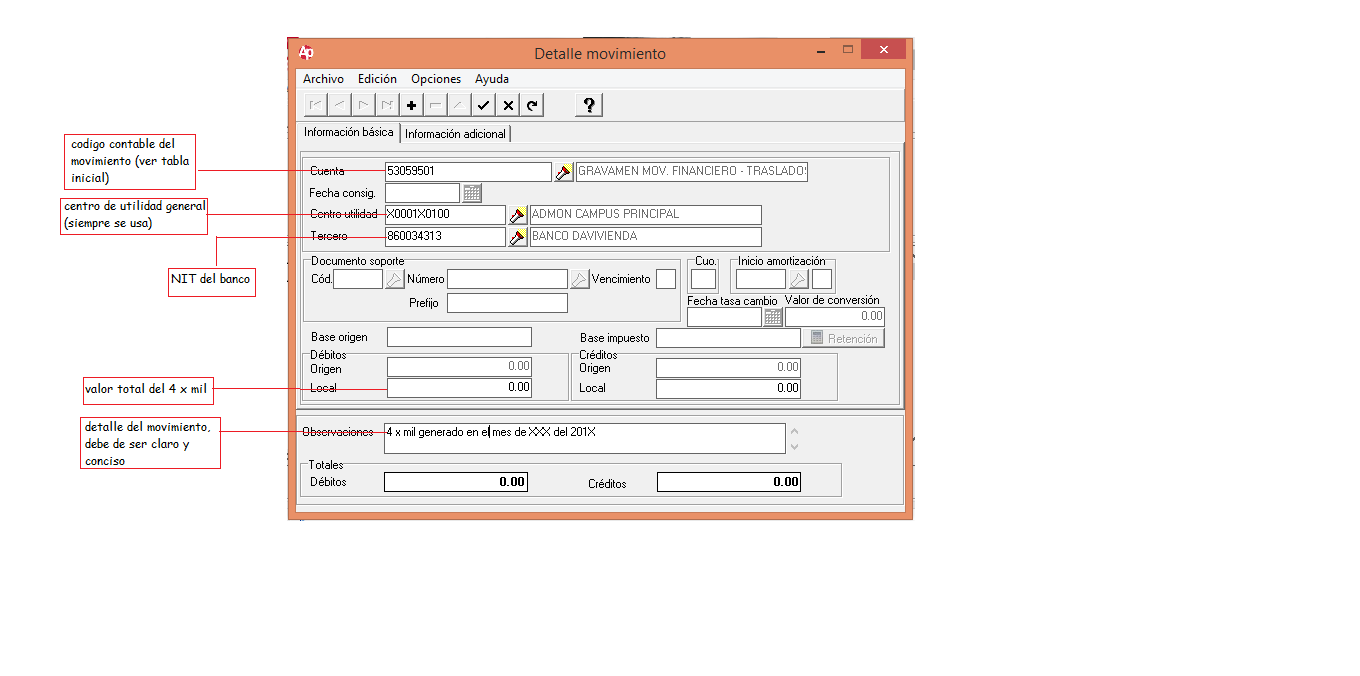 Ap
Detalle movimiento
Archivo Edición Opciones Ayuda
?
Información básica Información adicional
codigo contable del
movimiento (ver tabla
inicial)
Cuenta 53059501 GRAVAMEN MOV. FINANCIERO - TRASLADOS
Fecha consig.
centro de utilidad general
(siempre se usa)
Centro utilidad X0001X0100 ADMON CAMPUS PRINCIPAL
Tercero 860034313 BANCO DAVIVIENDA
NIT del banco
Documento soporte Cuo. Inicio amortización
Cód. Número Vencimiento
Prefijo Fecha tasa cambio Valor de conversión
0.00
Base origen Base impuesto Retención
Débitos Créditos
Origen 0.00 Origen 0.00
valor total del 4 x mil
Local 0.00 Local 0.00
detalle del movimiento,
debe de ser claro y
conciso
Observaciones 4 x mil generado en el mes de XXX del 201X
Totales
Débitos 0.00 Créditos 0.00